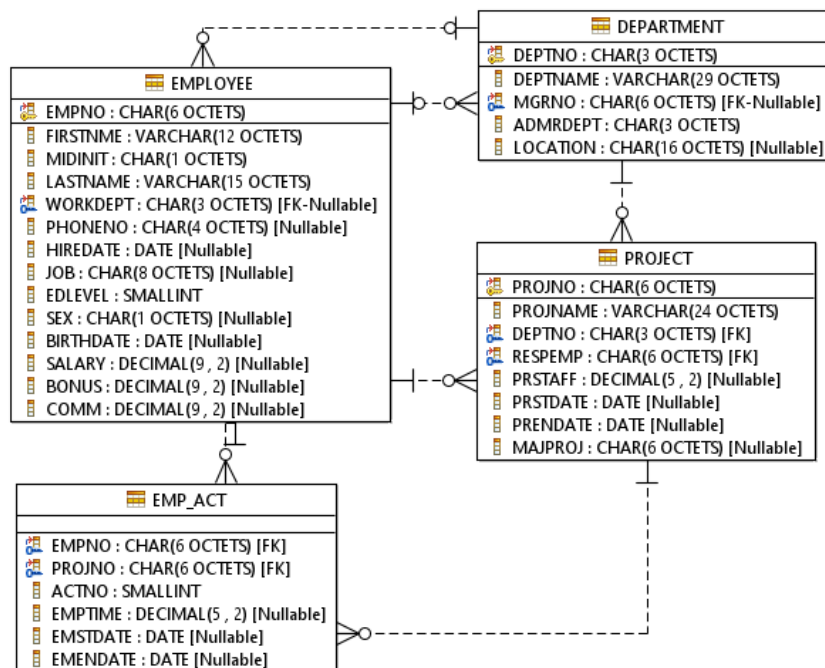 DEPARTMENT
DEPTNO : CHAR(3 OCTETS)
DEPTNAME : VARCHAR(29 OCTETS)
MGRNO : CHAR(6 OCTETS) [FK-Nullable]
ADMRDEPT : CHAR(3 OCTETS)
LOCATION : CHAR(16 OCTETS) [Nullable]
EMPLOYEE
EMPNO : CHAR(6 OCTETS)
FIRSTNME : VARCHAR(12 OCTETS)
MIDINIT : CHAR(1 OCTETS)
LASTNAME : VARCHAR(15 OCTETS)
WORKDEPT : CHAR(3 OCTETS) [FK-Nullable]
PHONENO : CHAR(4 OCTETS) [Nullable]
HIREDATE : DATE [Nullable]
JOB : CHAR(8 OCTETS) [Nullable]
EDLEVEL : SMALLINT
SEX : CHAR(1 OCTETS) [Nullable]
BIRTHDATE : DATE [Nullable]
SALARY : DECIMAL(9 , 2) [Nullable]
BONUS : DECIMAL(9 , 2) [Nullable]
COMM : DECIMAL(9 , 2) [Nullable]
PROJECT
PROJNO : CHAR(6 OCTETS)
PROJNAME : VARCHAR(24 OCTETS)
DEPTNO : CHAR(3 OCTETS) [FK]
RESPEMP : CHAR(6 OCTETS) [FK]
PRSTAFF : DECIMAL(5 , 2) [Nullable]
PRSTDATE : DATE [Nullable]
PRENDATE : DATE [Nullable]
MAJPROJ : CHAR(6 OCTETS) [Nullable]
EMP_ACT
EMPNO : CHAR(6 OCTETS) [FK]
PROJNO : CHAR(6 OCTETS) [FK]
ACTNO : SMALLINT
EMPTIME : DECIMAL(5 , 2) [Nullable]
EMSTDATE : DATE [Nullable]
EMENDATE : DATE [Nullable]